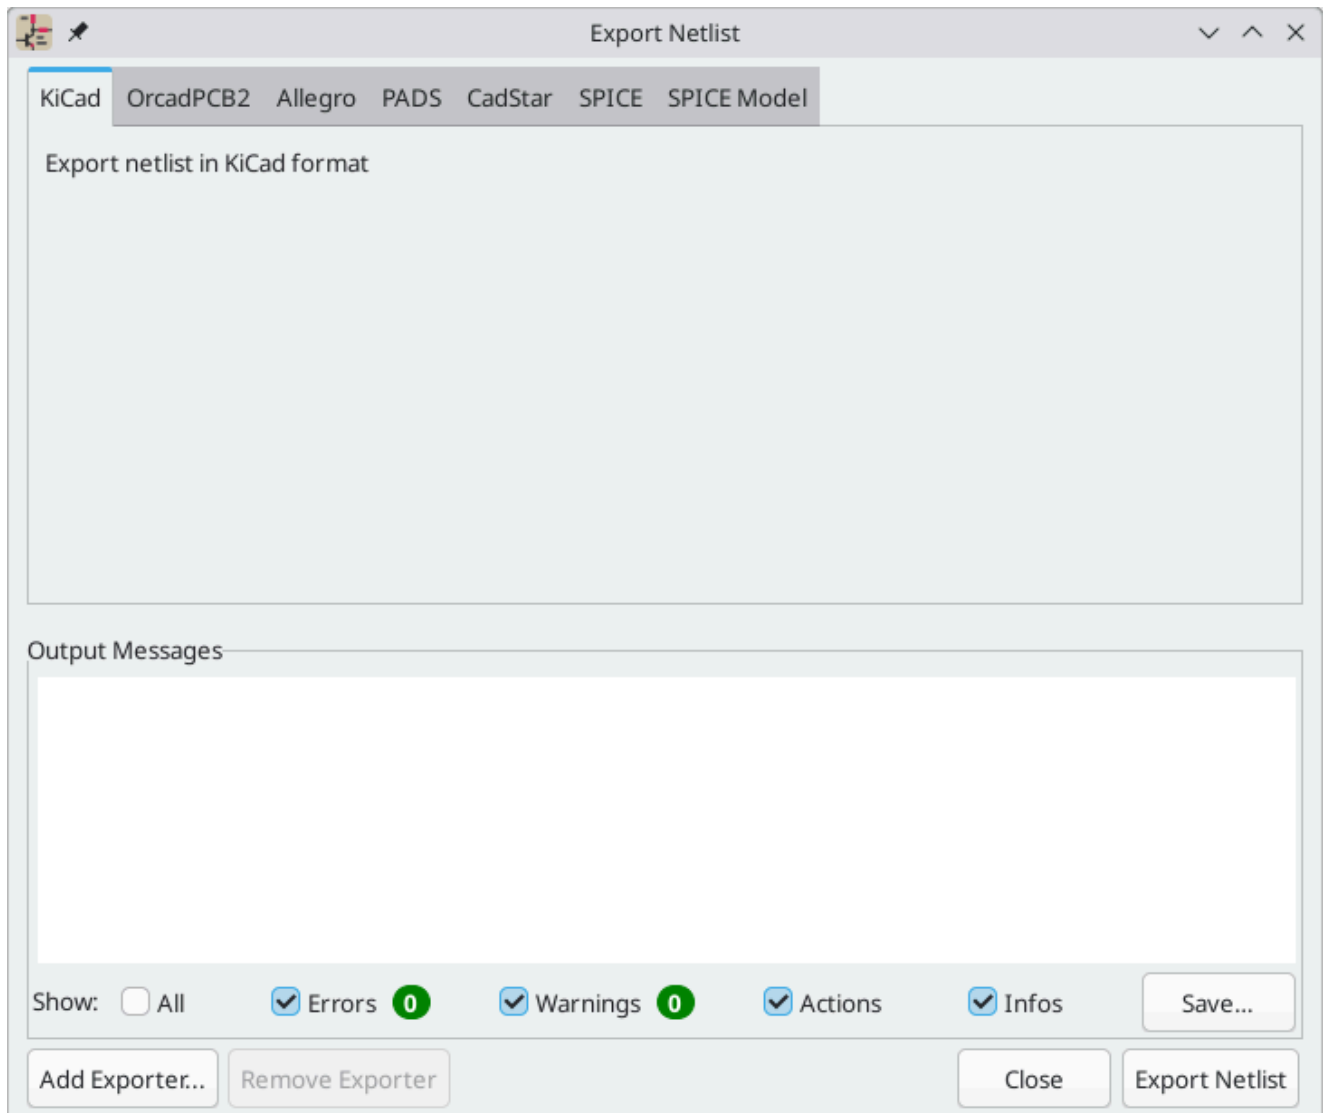 Export Netlist
KiCad OrcadPCB2 Allegro PADS CadStar SPICE SPICE Model
Export netlist in KiCad format
Output Messages
Show: All Errors 0 Warnings 0 Actions Infos Save...
Add Exporter... Remove Exporter Close Export Netlist